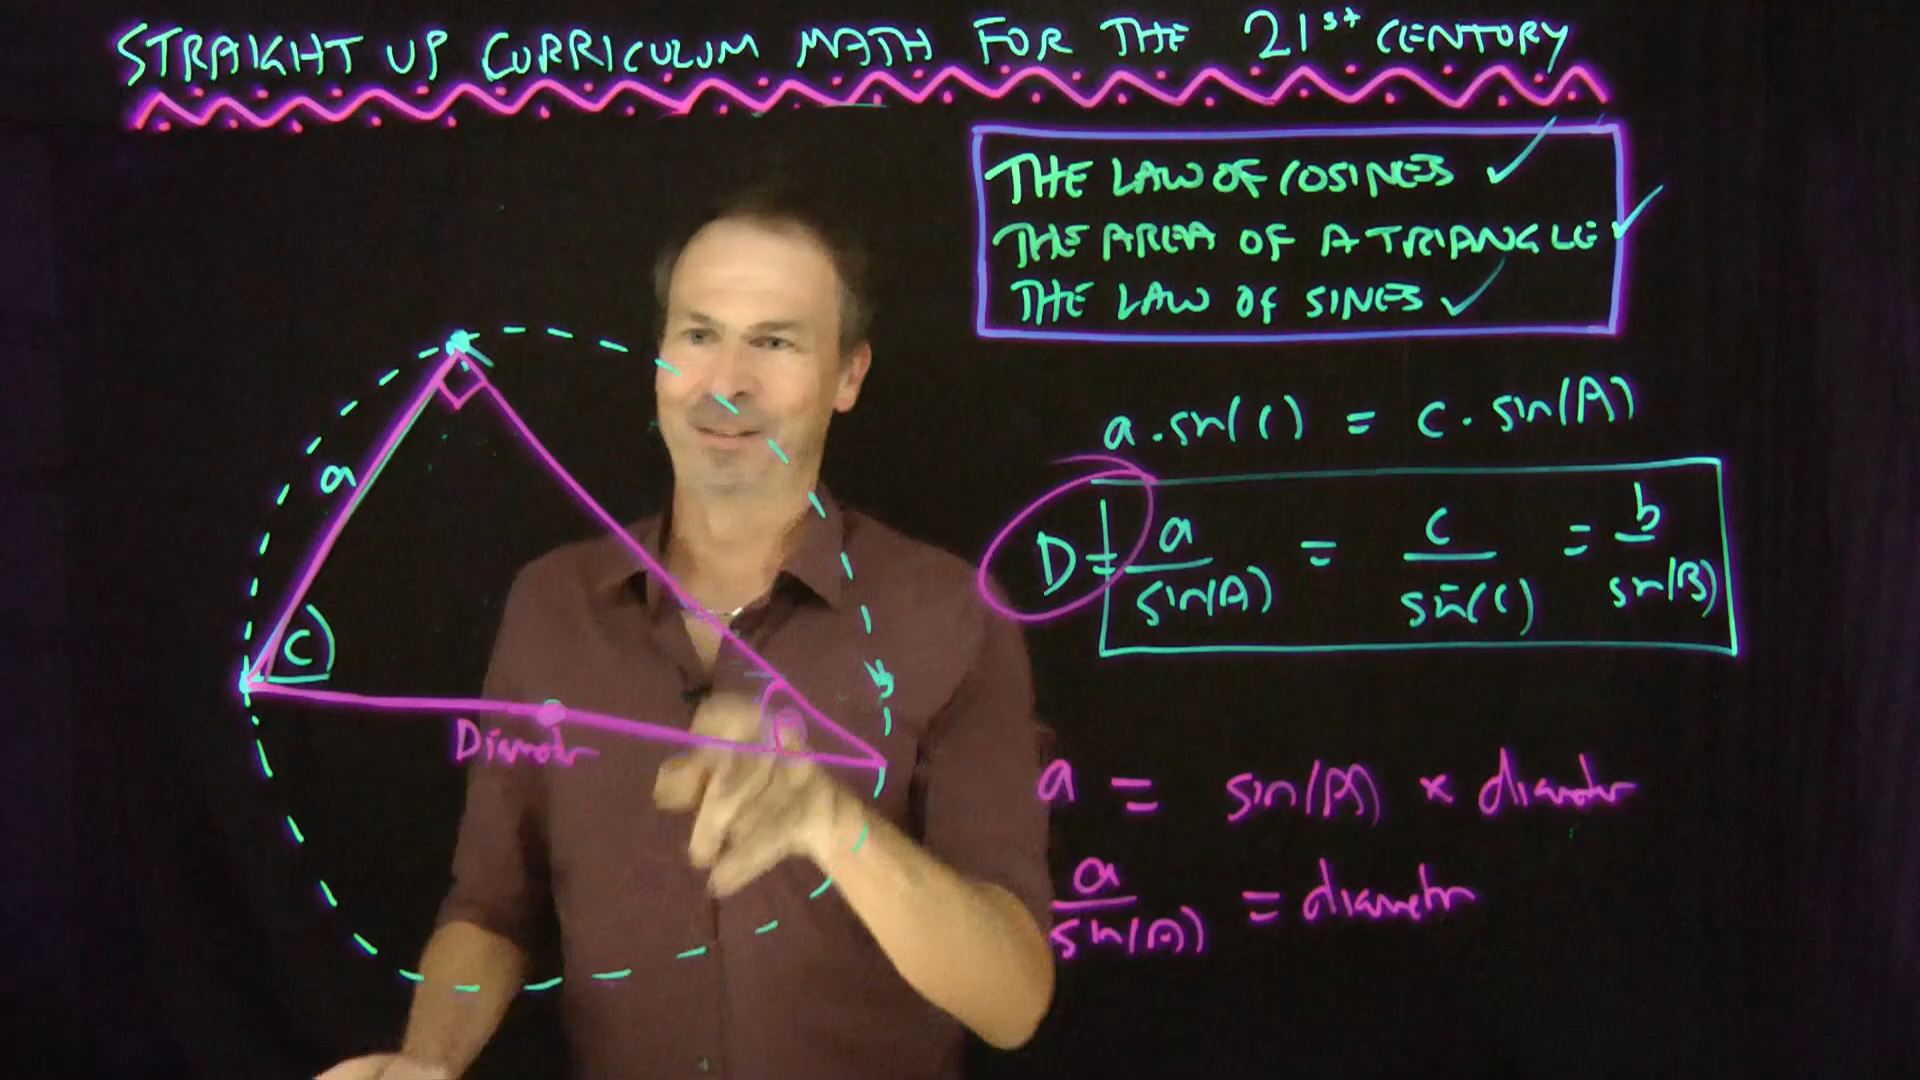 STRAIGHT UP CURRICULUM MATH FOR THE 21st CENTORY
THE LAW OF COSINES ✓
THE AREA OF A TRIANGLE ✓
THE LAW OF SINES ✓
a · sin(C) = c · sin(A)
D = a/sin(A) = c/sin(C) = b/sin(B)
a
C
Diameter
a = sin(A) × diameter
a/sin(A) = diameter